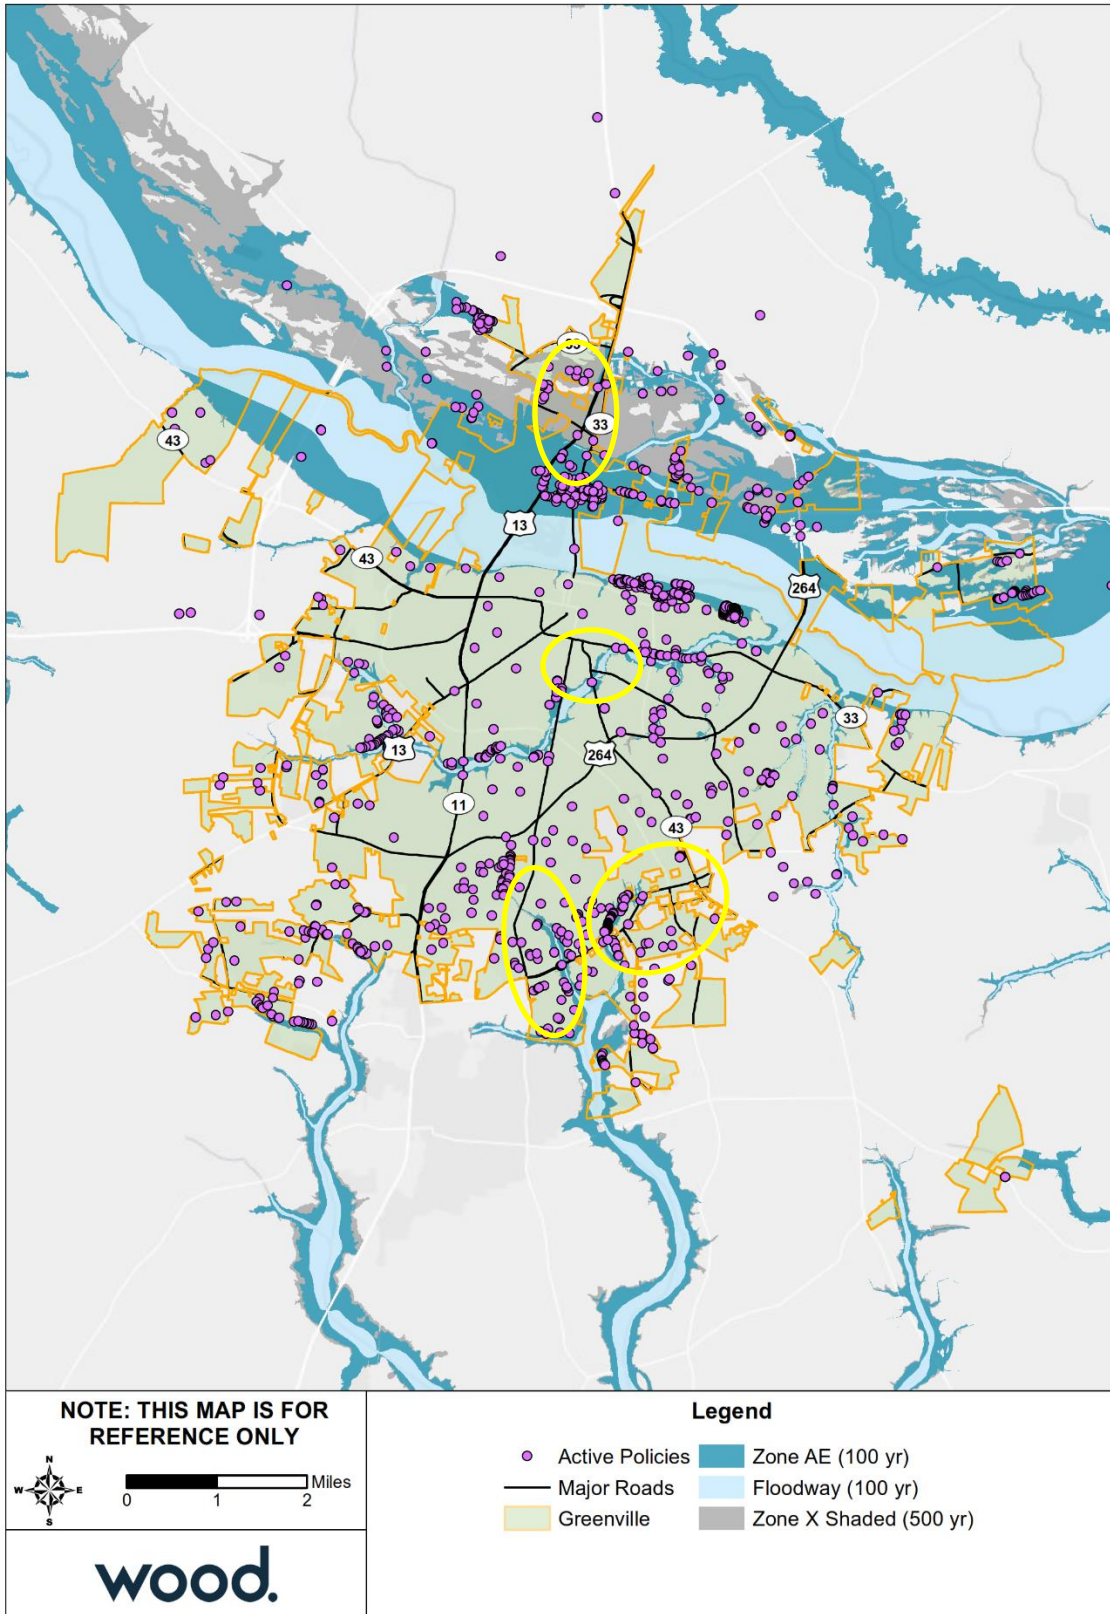 33
33
43
13
43
264
33
13
264
11
43
NOTE: THIS MAP IS FOR
REFERENCE ONLY
N
W E
S
Miles
0 1 2
wood.
Legend
Active Policies
Major Roads
Greenville
Zone AE (100 yr)
Floodway (100 yr)
Zone X Shaded (500 yr)